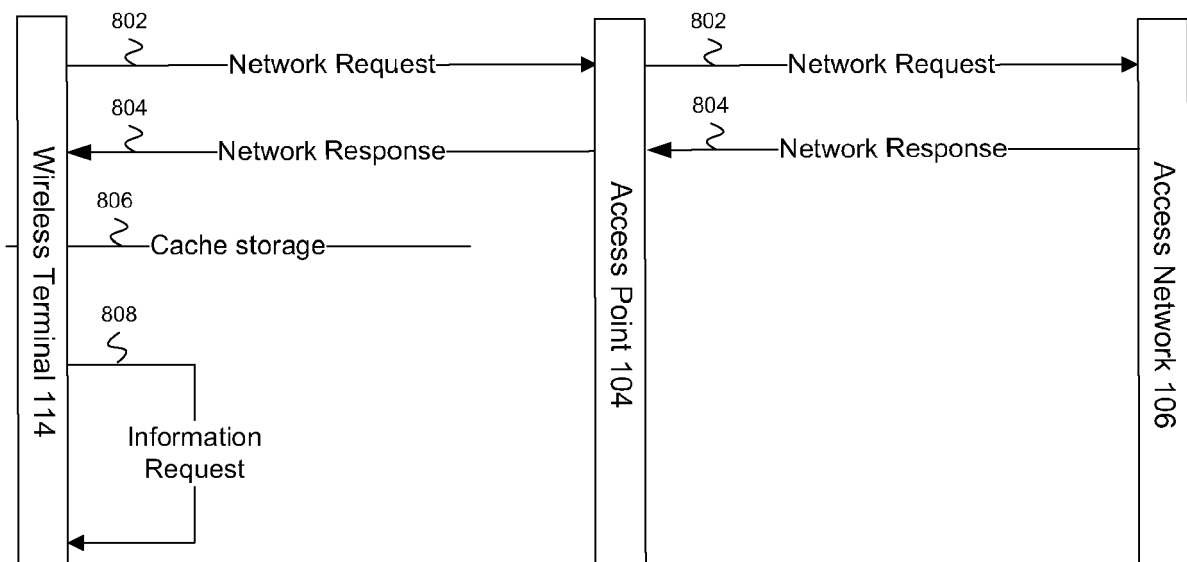 802
Network Request
802
Network Request
804
Network Response
804
Network Response
806
Cache storage
808
Information
Request
Wireless Terminal 114
Access Point 104
Access Network 106